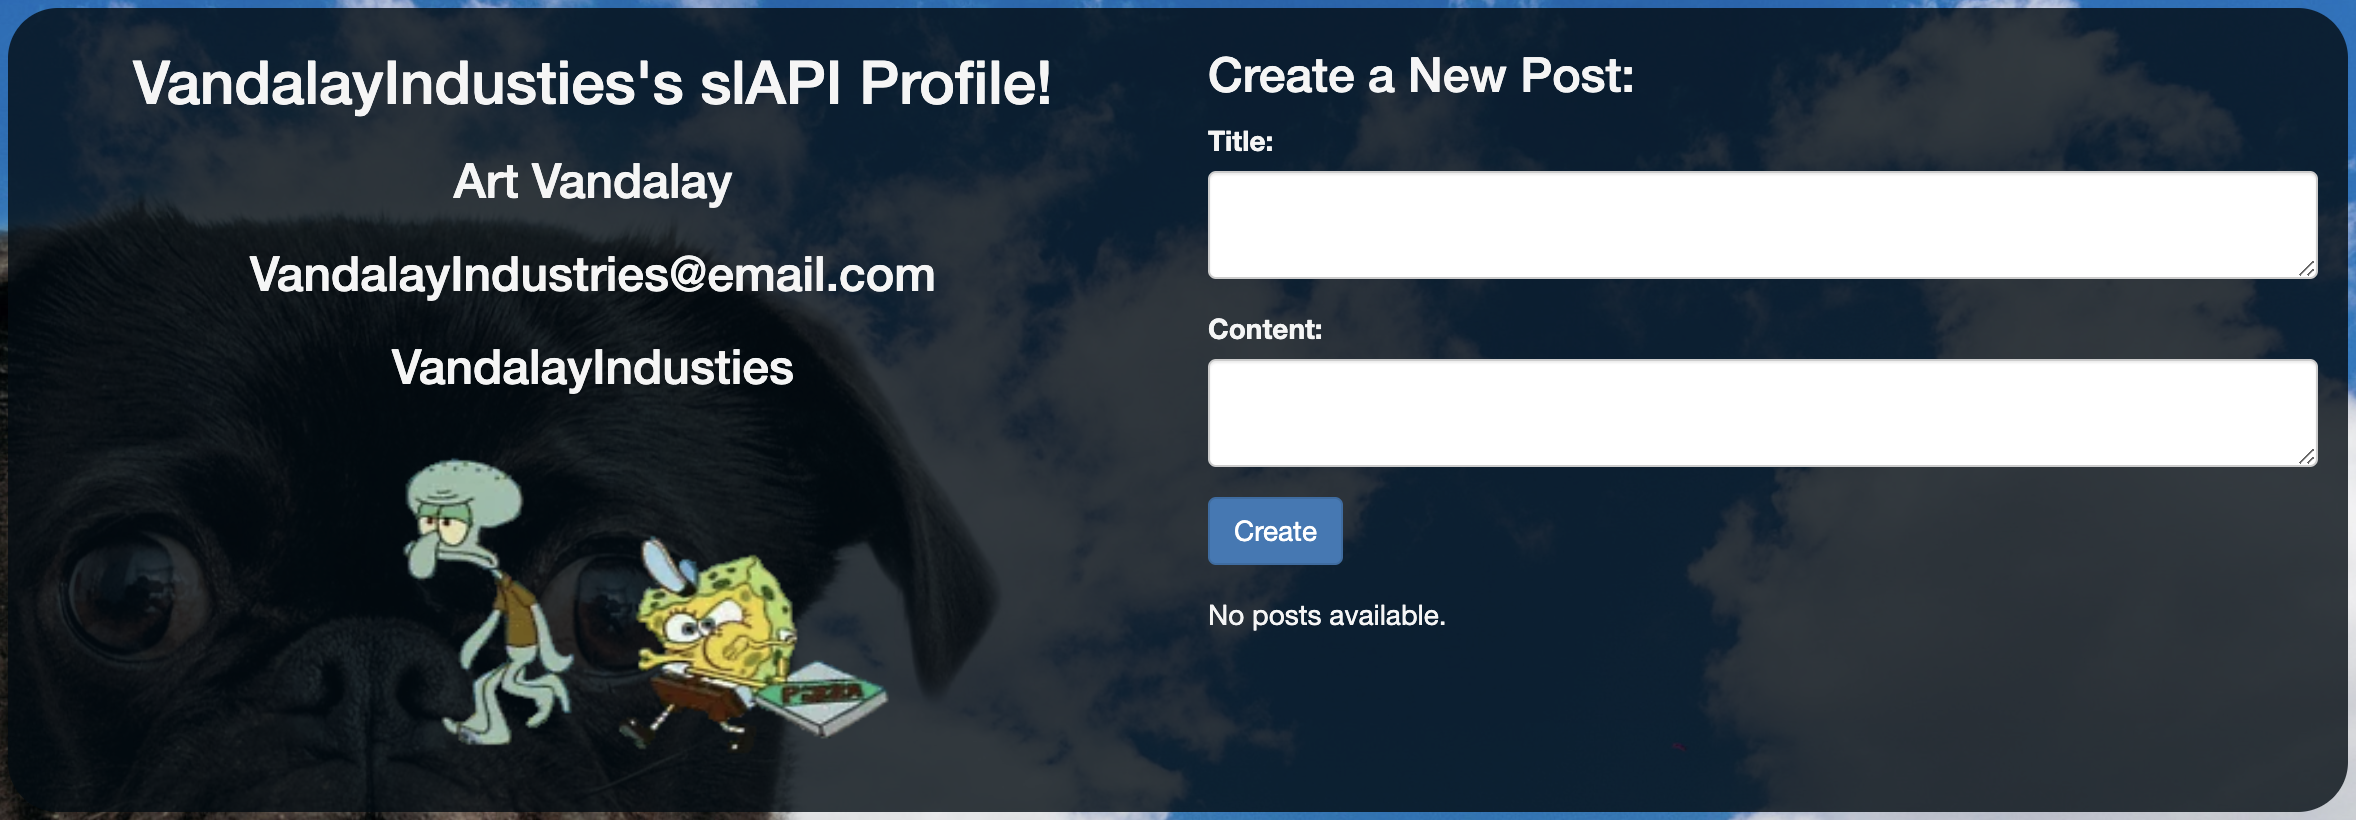 VandalayIndusties's slAPI Profile!
Art Vandalay
VandalayIndustries@email.com
VandalayIndusties
PIZZA
Create a New Post:
Title:
Content:
Create
No posts available.